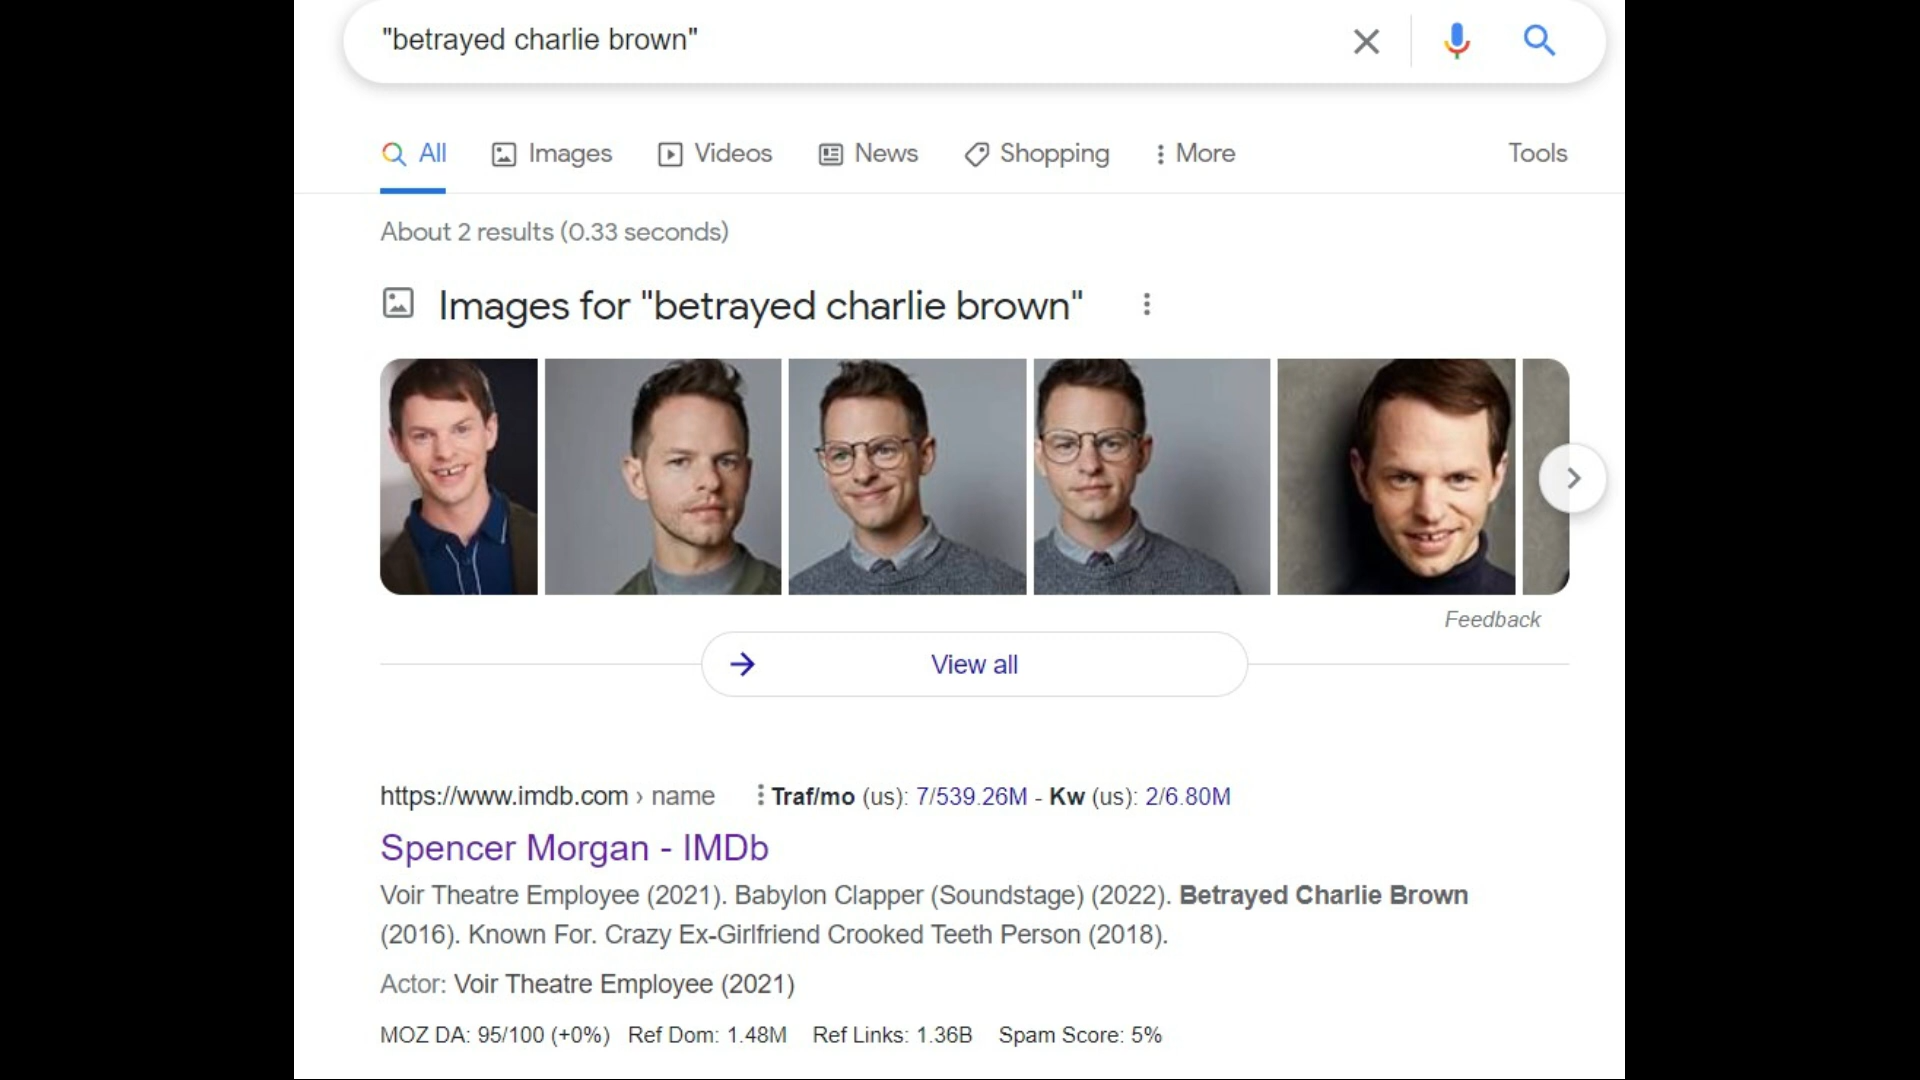 "betrayed charlie brown"
All Images Videos News Shopping More Tools
About 2 results (0.33 seconds)
Images for "betrayed charlie brown"
Feedback
View all
https://www.imdb.com › name Traf/mo (us): 7/539.26M - Kw (us): 2/6.80M
Spencer Morgan - IMDb
Voir Theatre Employee (2021). Babylon Clapper (Soundstage) (2022). Betrayed Charlie Brown
(2016). Known For. Crazy Ex-Girlfriend Crooked Teeth Person (2018).
Actor: Voir Theatre Employee (2021)
MOZ DA: 95/100 (+0%) Ref Dom: 1.48M Ref Links: 1.36B Spam Score: 5%